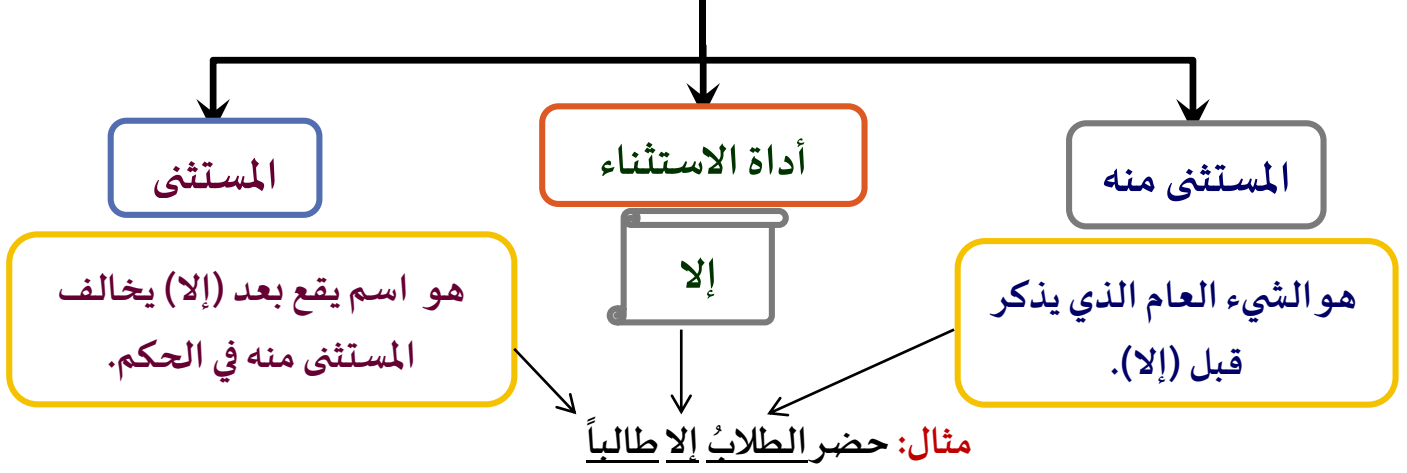 المستثنى منه
أداة الاستثناء
المستثنى
هو الشيء العام الذي يذكر
قبل (إلا).
إلا
هو اسم يقع بعد (إلا) يخالف
المستثنى منه في الحكم.
مثال: حضر الطلابُ إلا طالباً